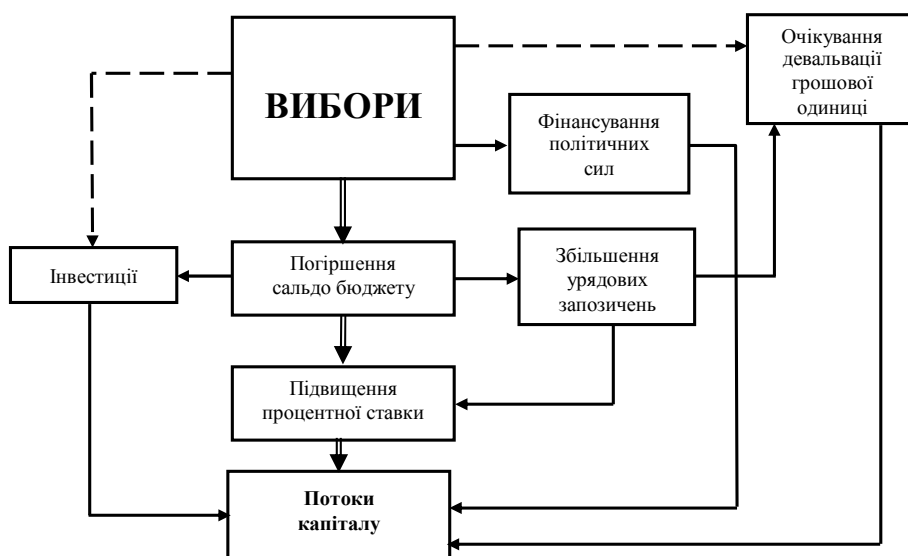 Очікування
девальвації
грошової
одиниці
ВИБОРИ
Фінансування
політичних
сил
Інвестиції
Погіршення
сальдо бюджету
Збільшення
урядових
запозичень
Підвищення
процентної ставки
Потоки
капіталу